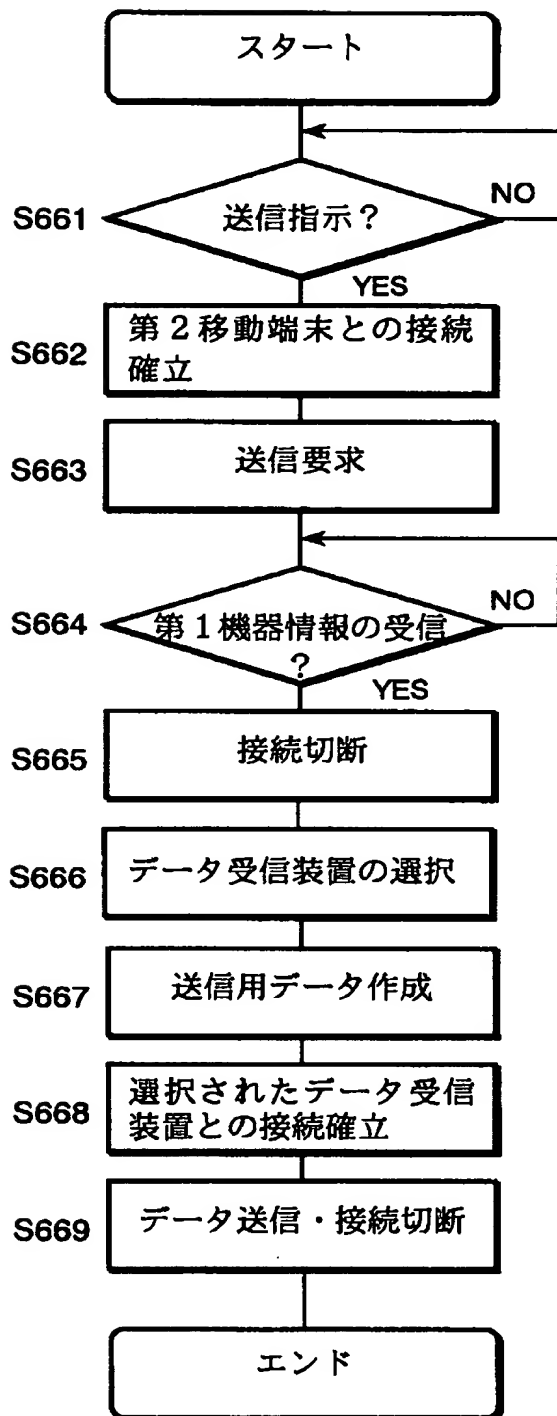 スタート
S661
送信指示?
NO
YES
S662
第2移動端末との接続
確立
S663
送信要求
S664
第1機器情報の受信
?
NO
YES
S665
接続切断
S666
データ受信装置の選択
S667
送信用データ作成
S668
選択されたデータ受信
装置との接続確立
S669
データ送信・接続切断
エンド